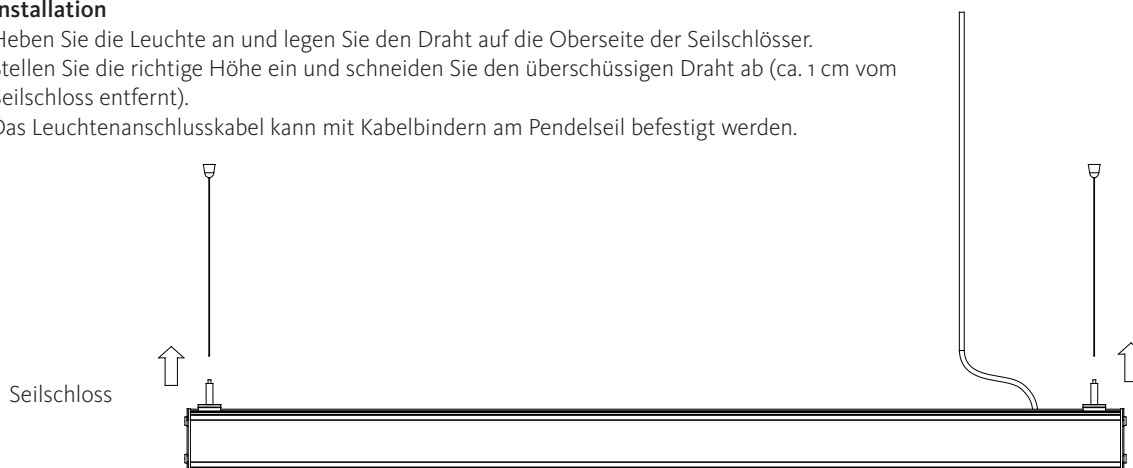 nstallation
Heben Sie die Leuchte an und legen Sie den Draht auf die Oberseite der Seilschlösser.
Stellen Sie die richtige Höhe ein und schneiden Sie den überschüssigen Draht ab (ca. 1 cm vom
Seilschloss entfernt).
Das Leuchtenanschlusskabel kann mit Kabelbindern am Pendelseil befestigt werden.
Seilschloss